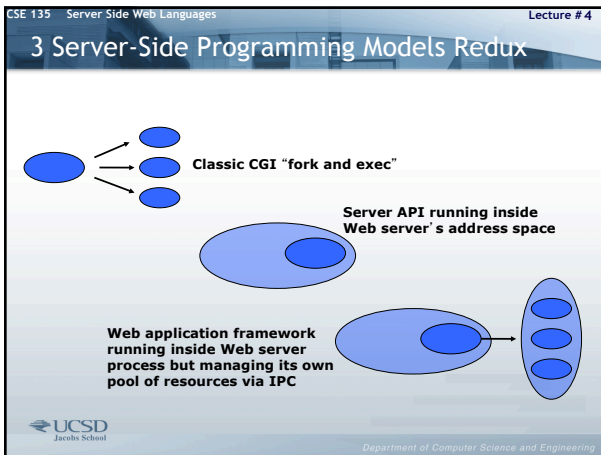 CSE 135 Server Side Web Languages
Lecture # 4
3 Server-Side Programming Models Redux
Classic CGI “fork and exec”
Server API running inside
Web server’s address space
Web application framework
running inside Web server
process but managing its own
pool of resources via IPC
UCSD
Jacobs School
Department of Computer Science and Engineering